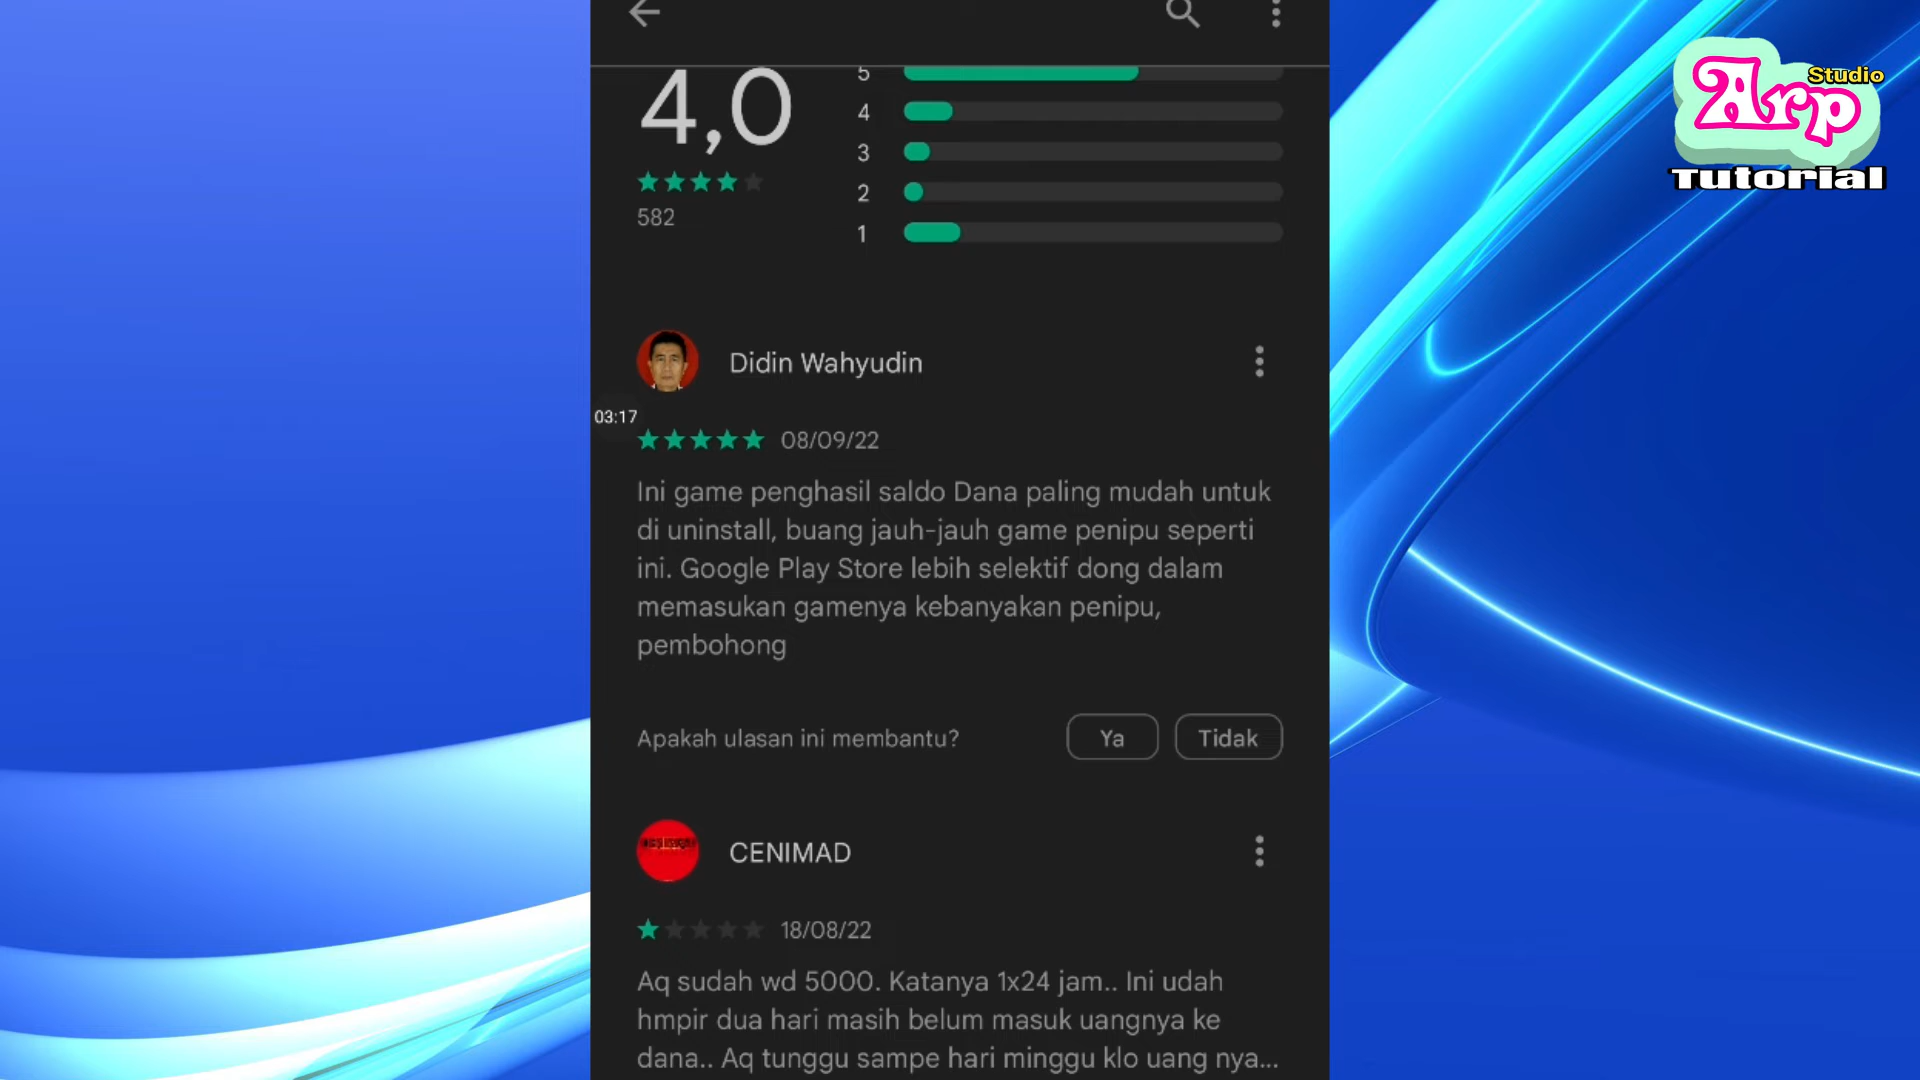 Arp
Studio
Tutorial
4,0
582
5
4
3
2
1
Didin Wahyudin
03:17
08/09/22
Ini game penghasil saldo Dana paling mudah untuk
di uninstall, buang jauh-jauh game penipu seperti
ini. Google Play Store lebih selektif dong dalam
memasukan gamenya kebanyakan penipu,
pembohong
Apakah ulasan ini membantu?
Ya
Tidak
CENIMAD
18/08/22
Aq sudah wd 5000. Katanya 1x24 jam.. Ini udah
hmpir dua hari masih belum masuk uangnya ke
dana.. Aq tunggu sampe hari minggu klo uang nya...